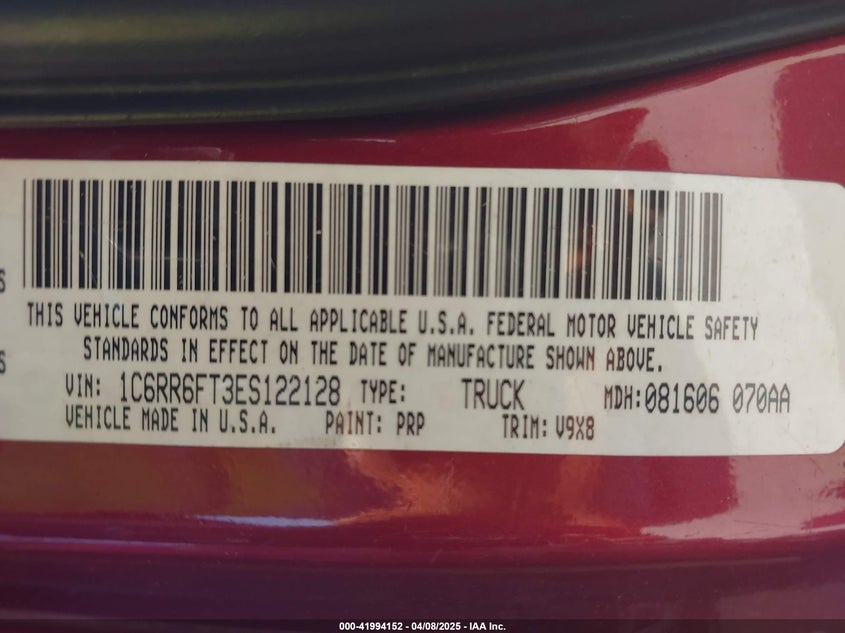 S
THIS VEHICLE CONFORMS TO ALL APPLICABLE U.S.A. FEDERAL MOTOR VEHICLE SAFETY
S
STANDARDS IN EFFECT ON THE DATE OF MANUFACTURE SHOWN ABOVE.
VIN: 1C6RR6FT3ES122128 TYPE: TRUCK MDH:081606 070AA
VEHICLE MADE IN U.S.A. PAINT: PRP TRIM: V9X8
000-41994152 - 04/08/2025 - IAA Inc.